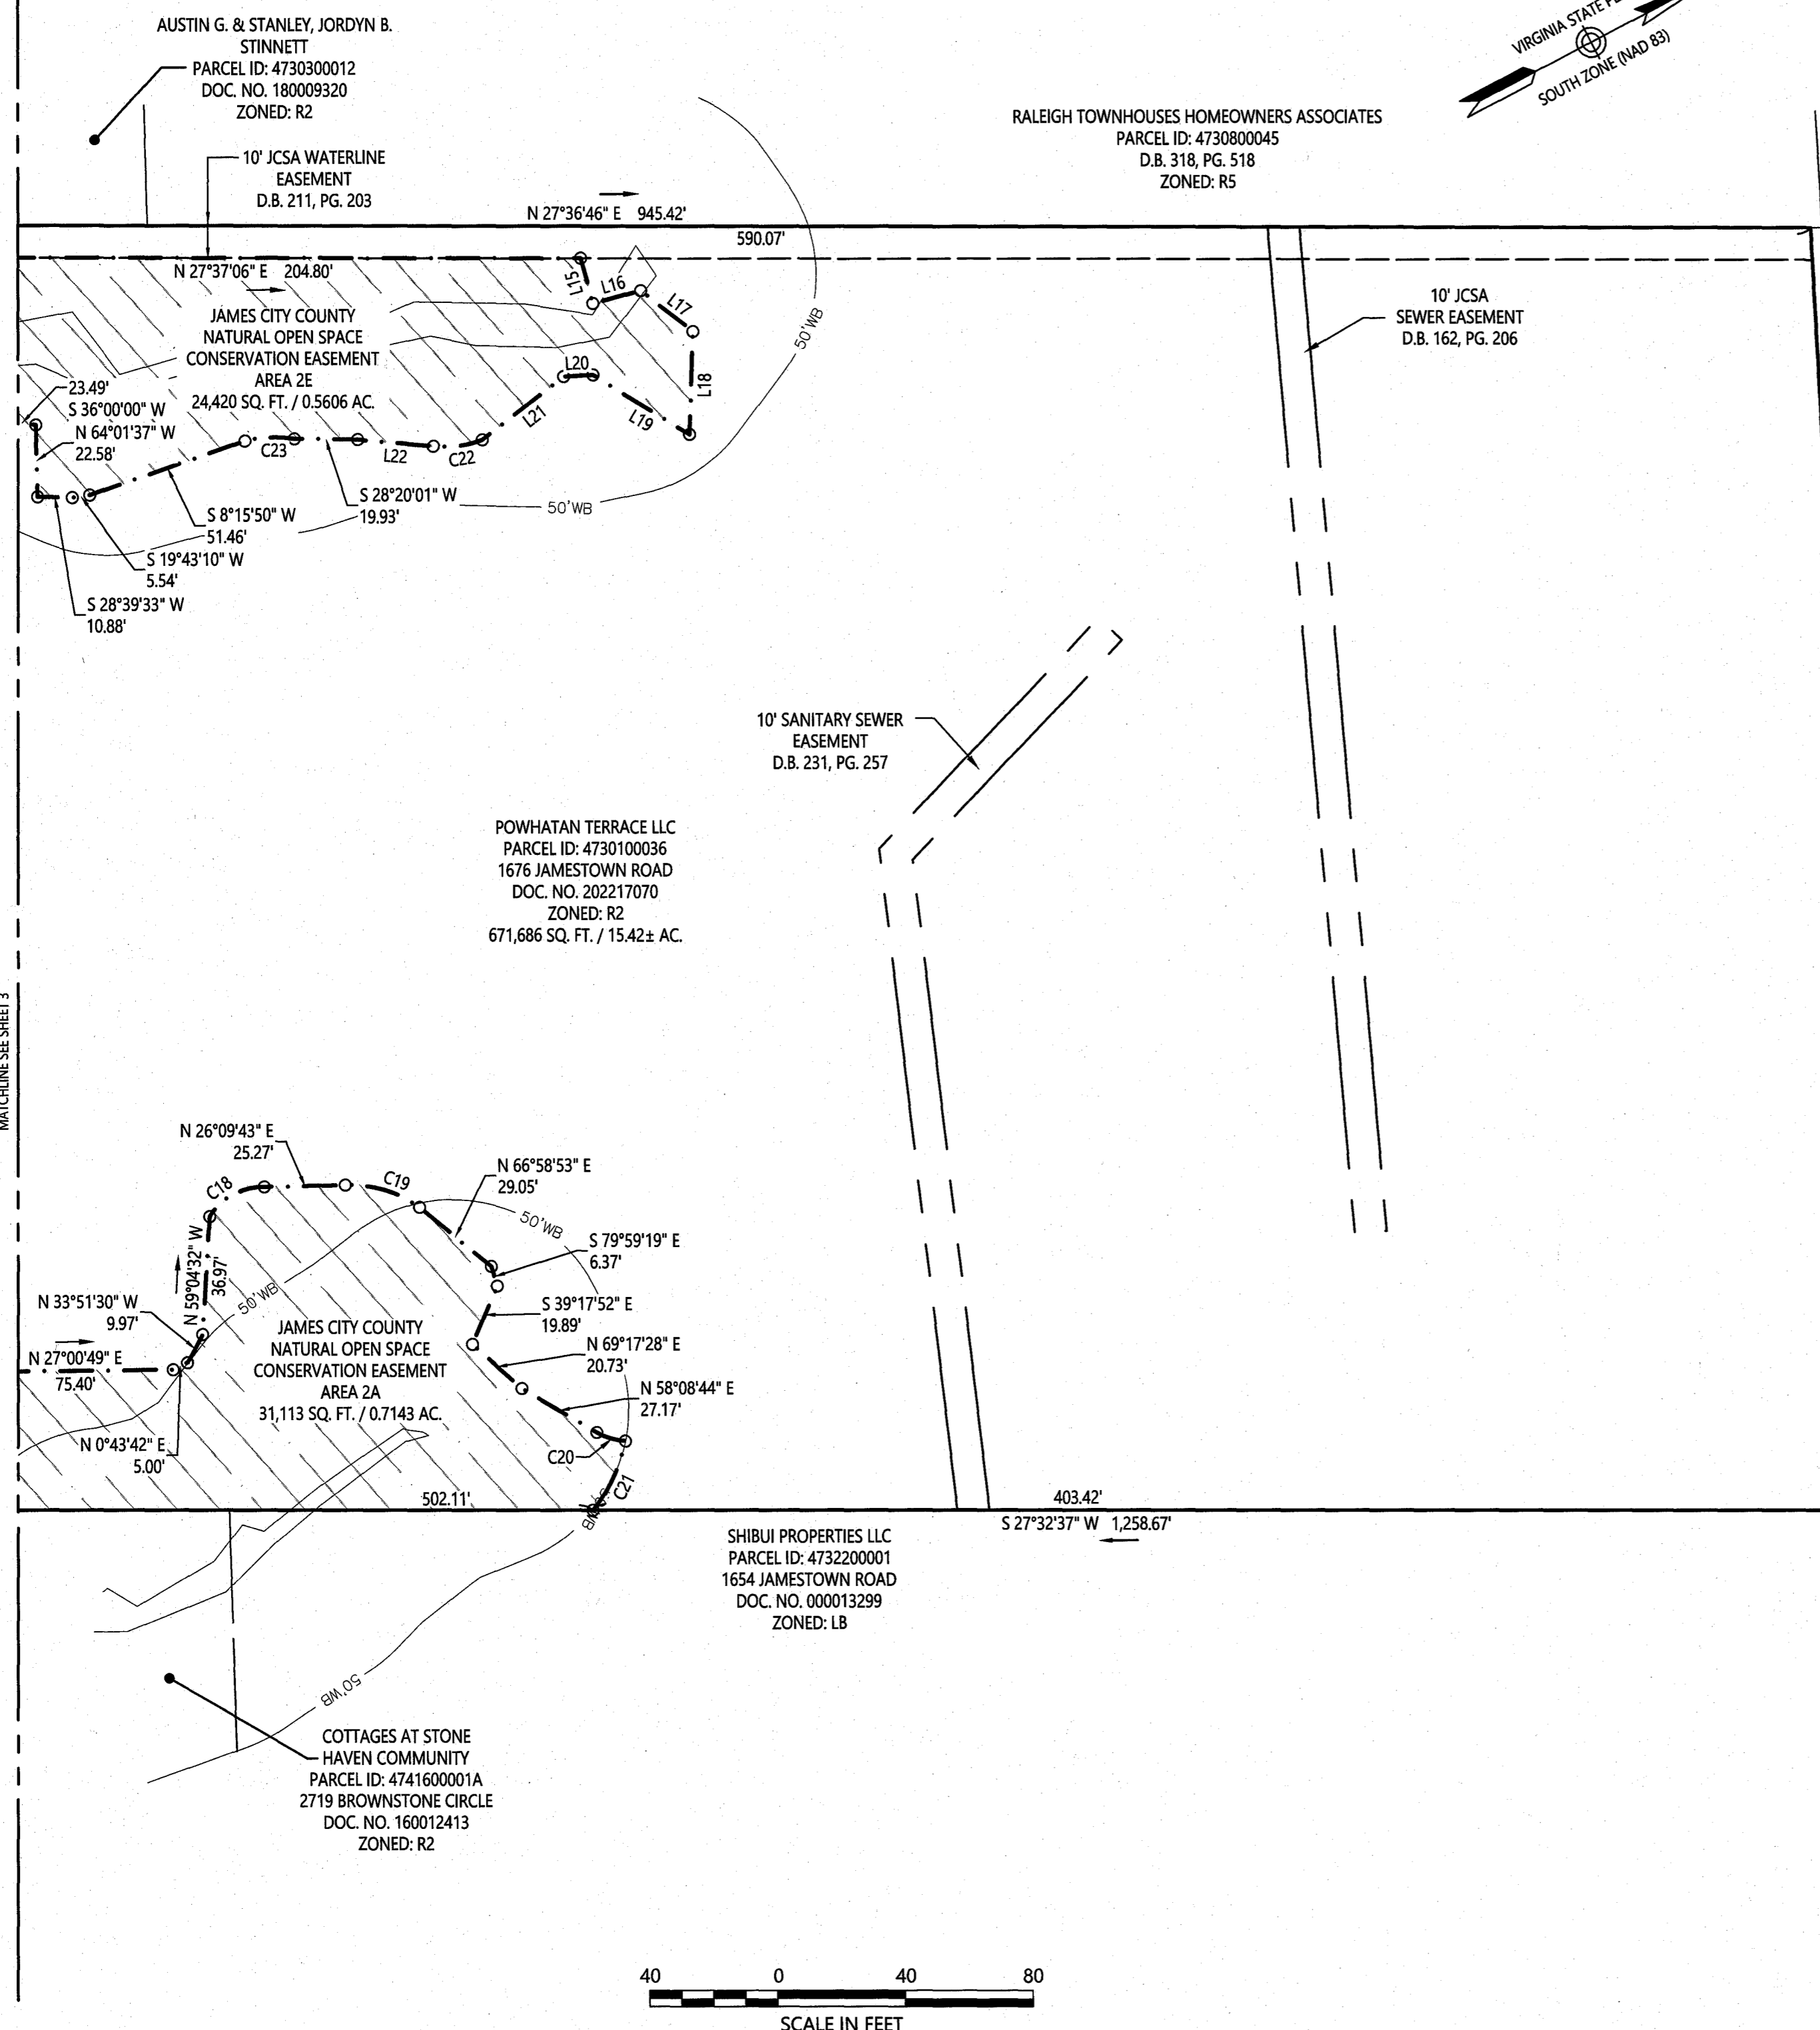 AUSTIN G. & STANLEY, JORDYN B.
STINNETT
PARCEL ID: 4730300012
DOC. NO. 180009320
ZONED: R2
VIRGINIA STATE
SOUTH ZONE (NAD 83)
RALEIGH TOWNHOUSES HOMEOWNERS ASSOCIATES
PARCEL ID: 4730800045
D.B. 318, PG. 518
ZONED: R5
10' JCSA WATERLINE
EASEMENT
D.B. 211, PG. 203
N 27°36'46" E 945.42'
590.07'
N 27°37'06" E 204.80'
L15
L16
L17
L18
L19
L20
L21
C22
L22
C23
50'WB
10' JCSA
SEWER EASEMENT
D.B. 162, PG. 206
JAMES CITY COUNTY
NATURAL OPEN SPACE
CONSERVATION EASEMENT
AREA 2E
24,420 SQ. FT. / 0.5606 AC.
23.49'
S 36°00'00" W
N 64°01'37" W
22.58'
S 28°20'01" W
19.93'
50'WB
S 8°15'50" W
51.46'
S 19°43'10" W
5.54'
S 28°39'33" W
10.88'
10' SANITARY SEWER
EASEMENT
D.B. 231, PG. 257
POWHATAN TERRACE LLC
PARCEL ID: 4730100036
1676 JAMESTOWN ROAD
DOC. NO. 202217070
ZONED: R2
671,686 SQ. FT. / 15.42± AC.
MATCHLINE SEE SHEET 3
N 26°09'43" E
25.27'
C18
C19
N 66°58'53" E
29.05'
50'WB
S 79°59'19" E
6.37'
N 59°04'32" W
36.97'
50'WB
N 33°51'30" W
9.97'
S 39°17'52" E
19.89'
JAMES CITY COUNTY
NATURAL OPEN SPACE
CONSERVATION EASEMENT
AREA 2A
31,113 SQ. FT. / 0.7143 AC.
N 69°17'28" E
20.73'
N 27°00'49" E
75.40'
N 58°08'44" E
27.17'
N 0°43'42" E
5.00'
C20
C21
502.11'
403.42'
S 27°32'37" W 1,258.67'
SHIBUI PROPERTIES LLC
PARCEL ID: 4732200001
1654 JAMESTOWN ROAD
DOC. NO. 000013299
ZONED: LB
50'WB
COTTAGES AT STONE
HAVEN COMMUNITY
PARCEL ID: 4741600001A
2719 BROWNSTONE CIRCLE
DOC. NO. 160012413
ZONED: R2
40 0 40 80
SCALE IN FEET